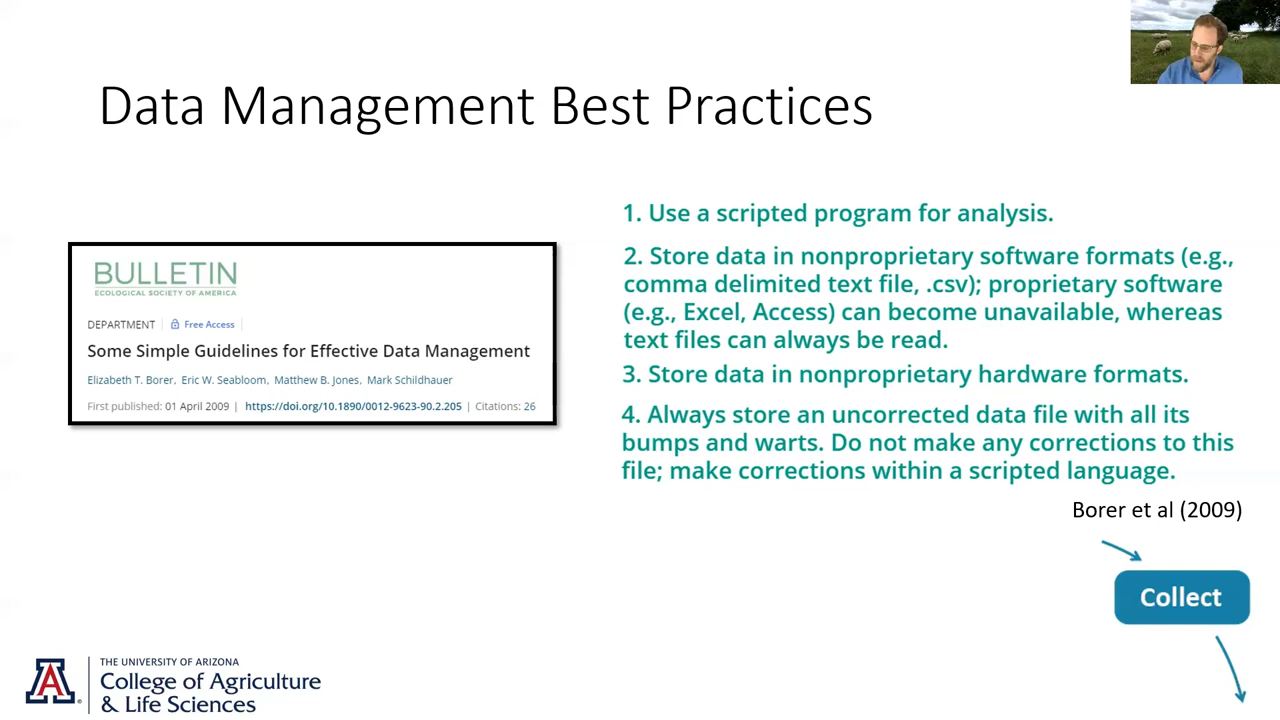 Data Management Best Practices
BULLETIN
ECOLOGICAL SOCIETY OF AMERICA
DEPARTMENT | Free Access |
Some Simple Guidelines for Effective Data Management
Elizabeth T. Borer, Eric W. Seabloom, Matthew B. Jones, Mark Schildhauer
First published: 01 April 2009 | https://doi.org/10.1890/0012-9623-90.2.205 | Citations: 26
1. Use a scripted program for analysis.
2. Store data in nonproprietary software formats (e.g.,
comma delimited text file, .csv); proprietary software
(e.g., Excel, Access) can become unavailable, whereas
text files can always be read.
3. Store data in nonproprietary hardware formats.
4. Always store an uncorrected data file with all its
bumps and warts. Do not make any corrections to this
file; make corrections within a scripted language.
Borer et al (2009)
Collect
A
THE UNIVERSITY OF ARIZONA
College of Agriculture
& Life Sciences